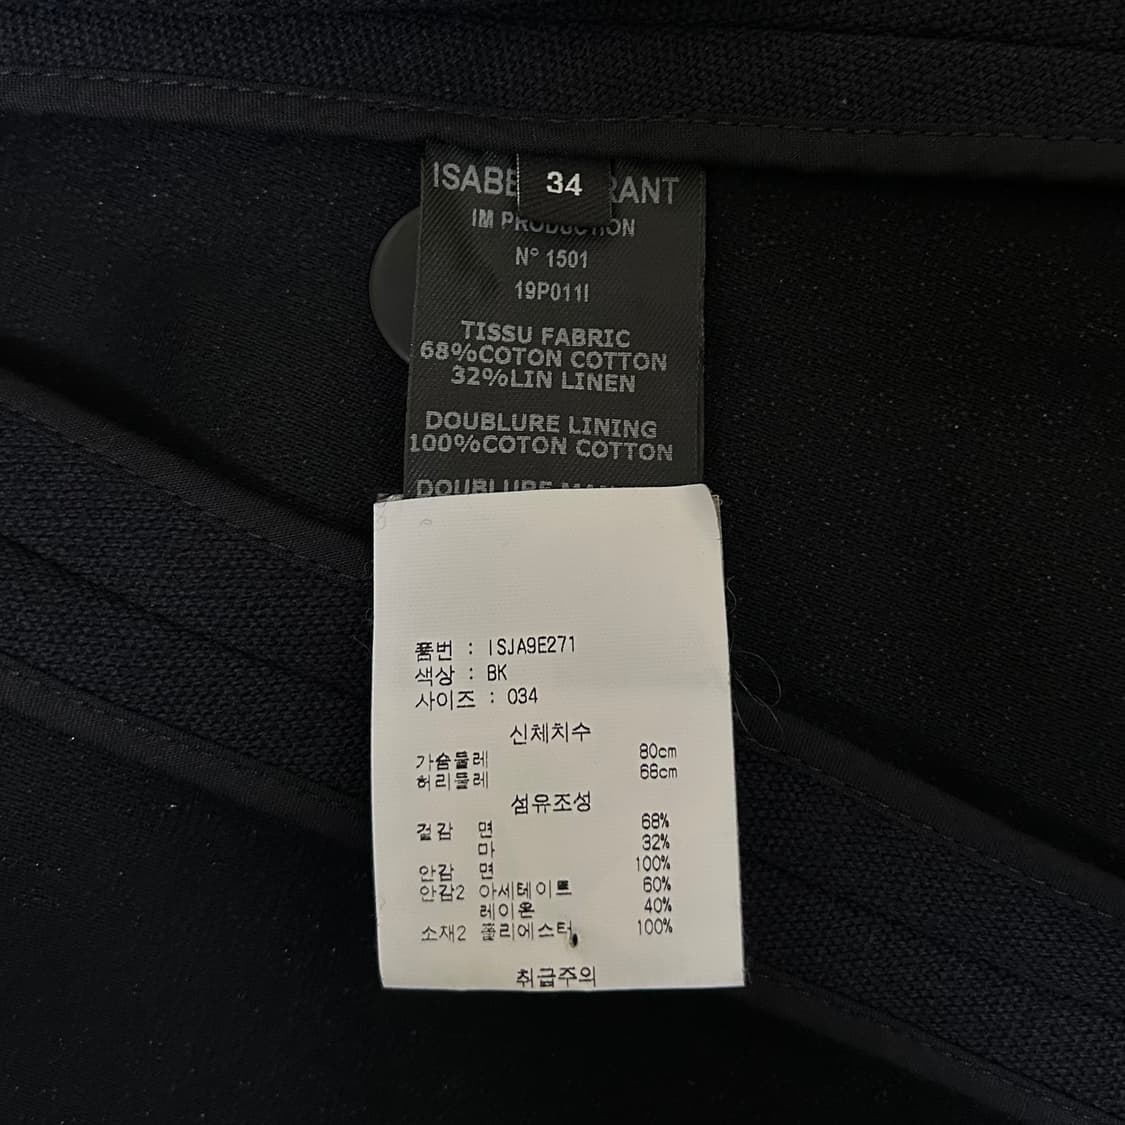 ISABE RANT
34
IM PRODUCTION
N° 1501
19P011I
TISSU FABRIC
68%COTON COTTON
32%LIN LINEN
DOUBLURE LINING
100%COTON COTTON
DOUBLURE
품번 : ISJA9E271
색상 : BK
사이즈 : 034
신체치수
가슴둘레 80cm
허리둘레 68cm
섬유조성
겉감 면 68%
마 32%
안감 면 100%
안감2 아세테이트 60%
레이온 40%
소재2 폴리에스터 100%
취급주의